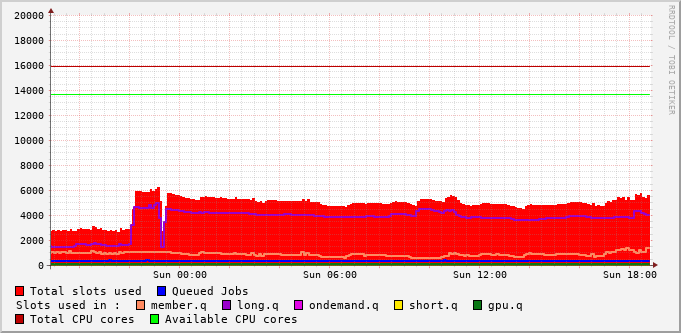 20000
18000
16000
14000
12000
10000
8000
6000
4000
2000
0
Sun 00:00 Sun 06:00 Sun 12:00 Sun 18:00
Total slots used Queued Jobs
Slots used in : member.q long.q ondemand.q short.q gpu.q
Total CPU cores Available CPU cores
RRDTOOL / TOBI OETIKER